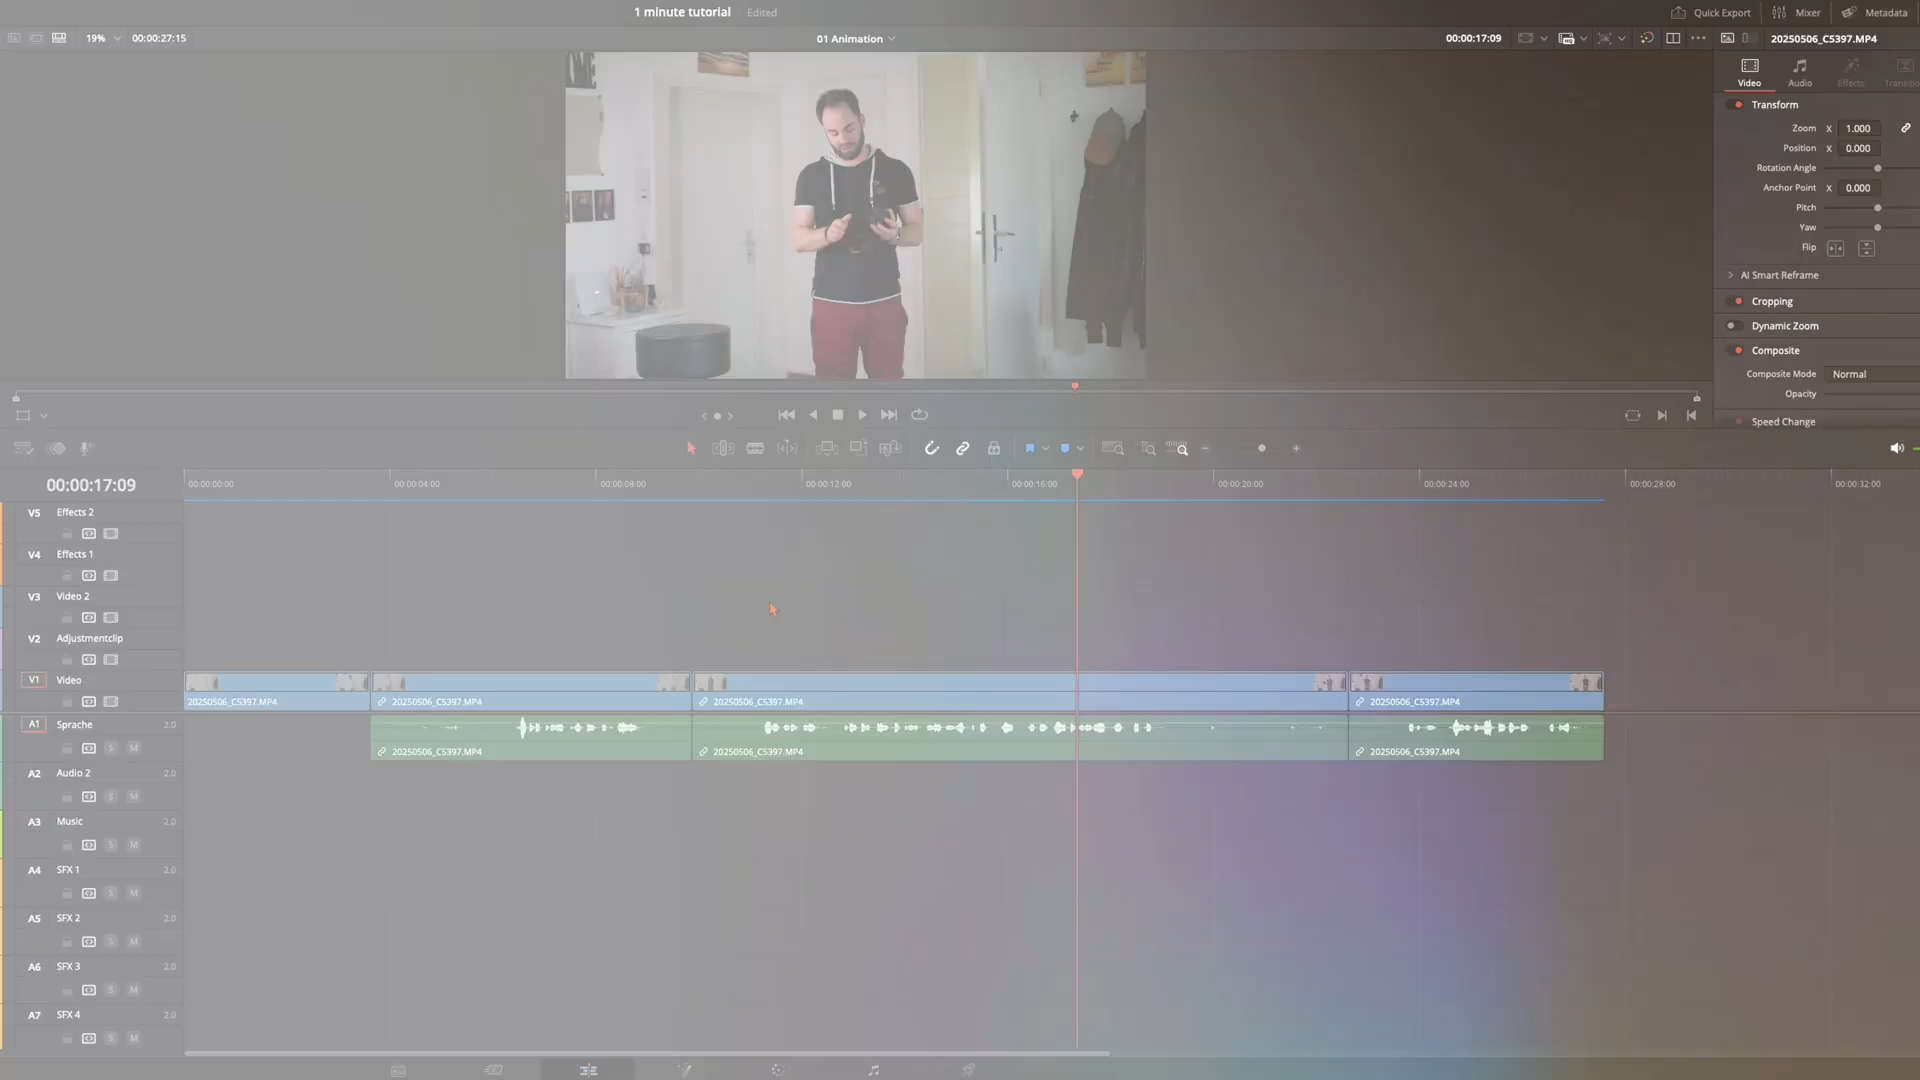 1 minute tutorial Edited
Quick Export Mixer Metadata
19% 00:00:27:15 01 Animation 00:00:17:09 20250506_C5397.MP4
Video Audio Effects Transitio
Transform
Zoom X 1.000
Position X 0.000
Rotation Angle
Anchor Point X 0.000
Pitch
Yaw
Flip
AI Smart Reframe
Cropping
Dynamic Zoom
Composite
Composite Mode Normal
Opacity
Speed Change
00:00:17:09 00:00:00:00 00:00:04:00 00:00:08:00 00:00:12:00 00:00:16:00 00:00:20:00 00:00:24:00 00:00:28:00 00:00:32:00
V5 Effects 2
V4 Effects 1
V3 Video 2
V2 Adjustmentclip
V1 Video
20250506_C5397.MP4 20250506_C5397.MP4 20250506_C5397.MP4 20250506_C5397.MP4
A1 Sprache 2.0
S M
20250506_C5397.MP4 20250506_C5397.MP4 20250506_C5397.MP4
A2 Audio 2 2.0
S M
A3 Music 2.0
S M
A4 SFX 1 2.0
S M
A5 SFX 2 2.0
S M
A6 SFX 3 2.0
S M
A7 SFX 4 2.0
S M